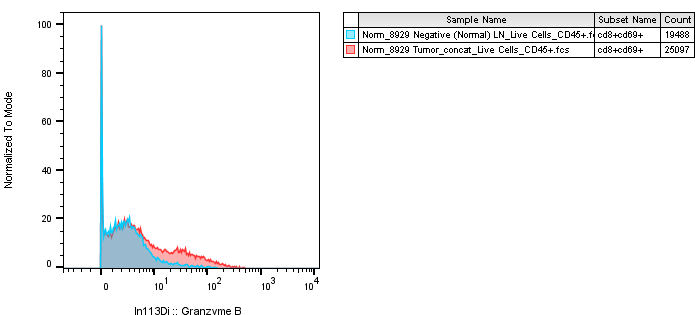 Normalized To Mode
100
80
60
40
20
0
0 10^1 10^2 10^3 10^4
In113Di :: Granzyme B
Sample Name Subset Name Count
Norm_8929 Negative (Normal) LN_Live Cells_CD45+.f cd8+cd69+ 19488
Norm_8929 Tumor_concat_Live Cells_CD45+.fcs cd8+cd69+ 25097